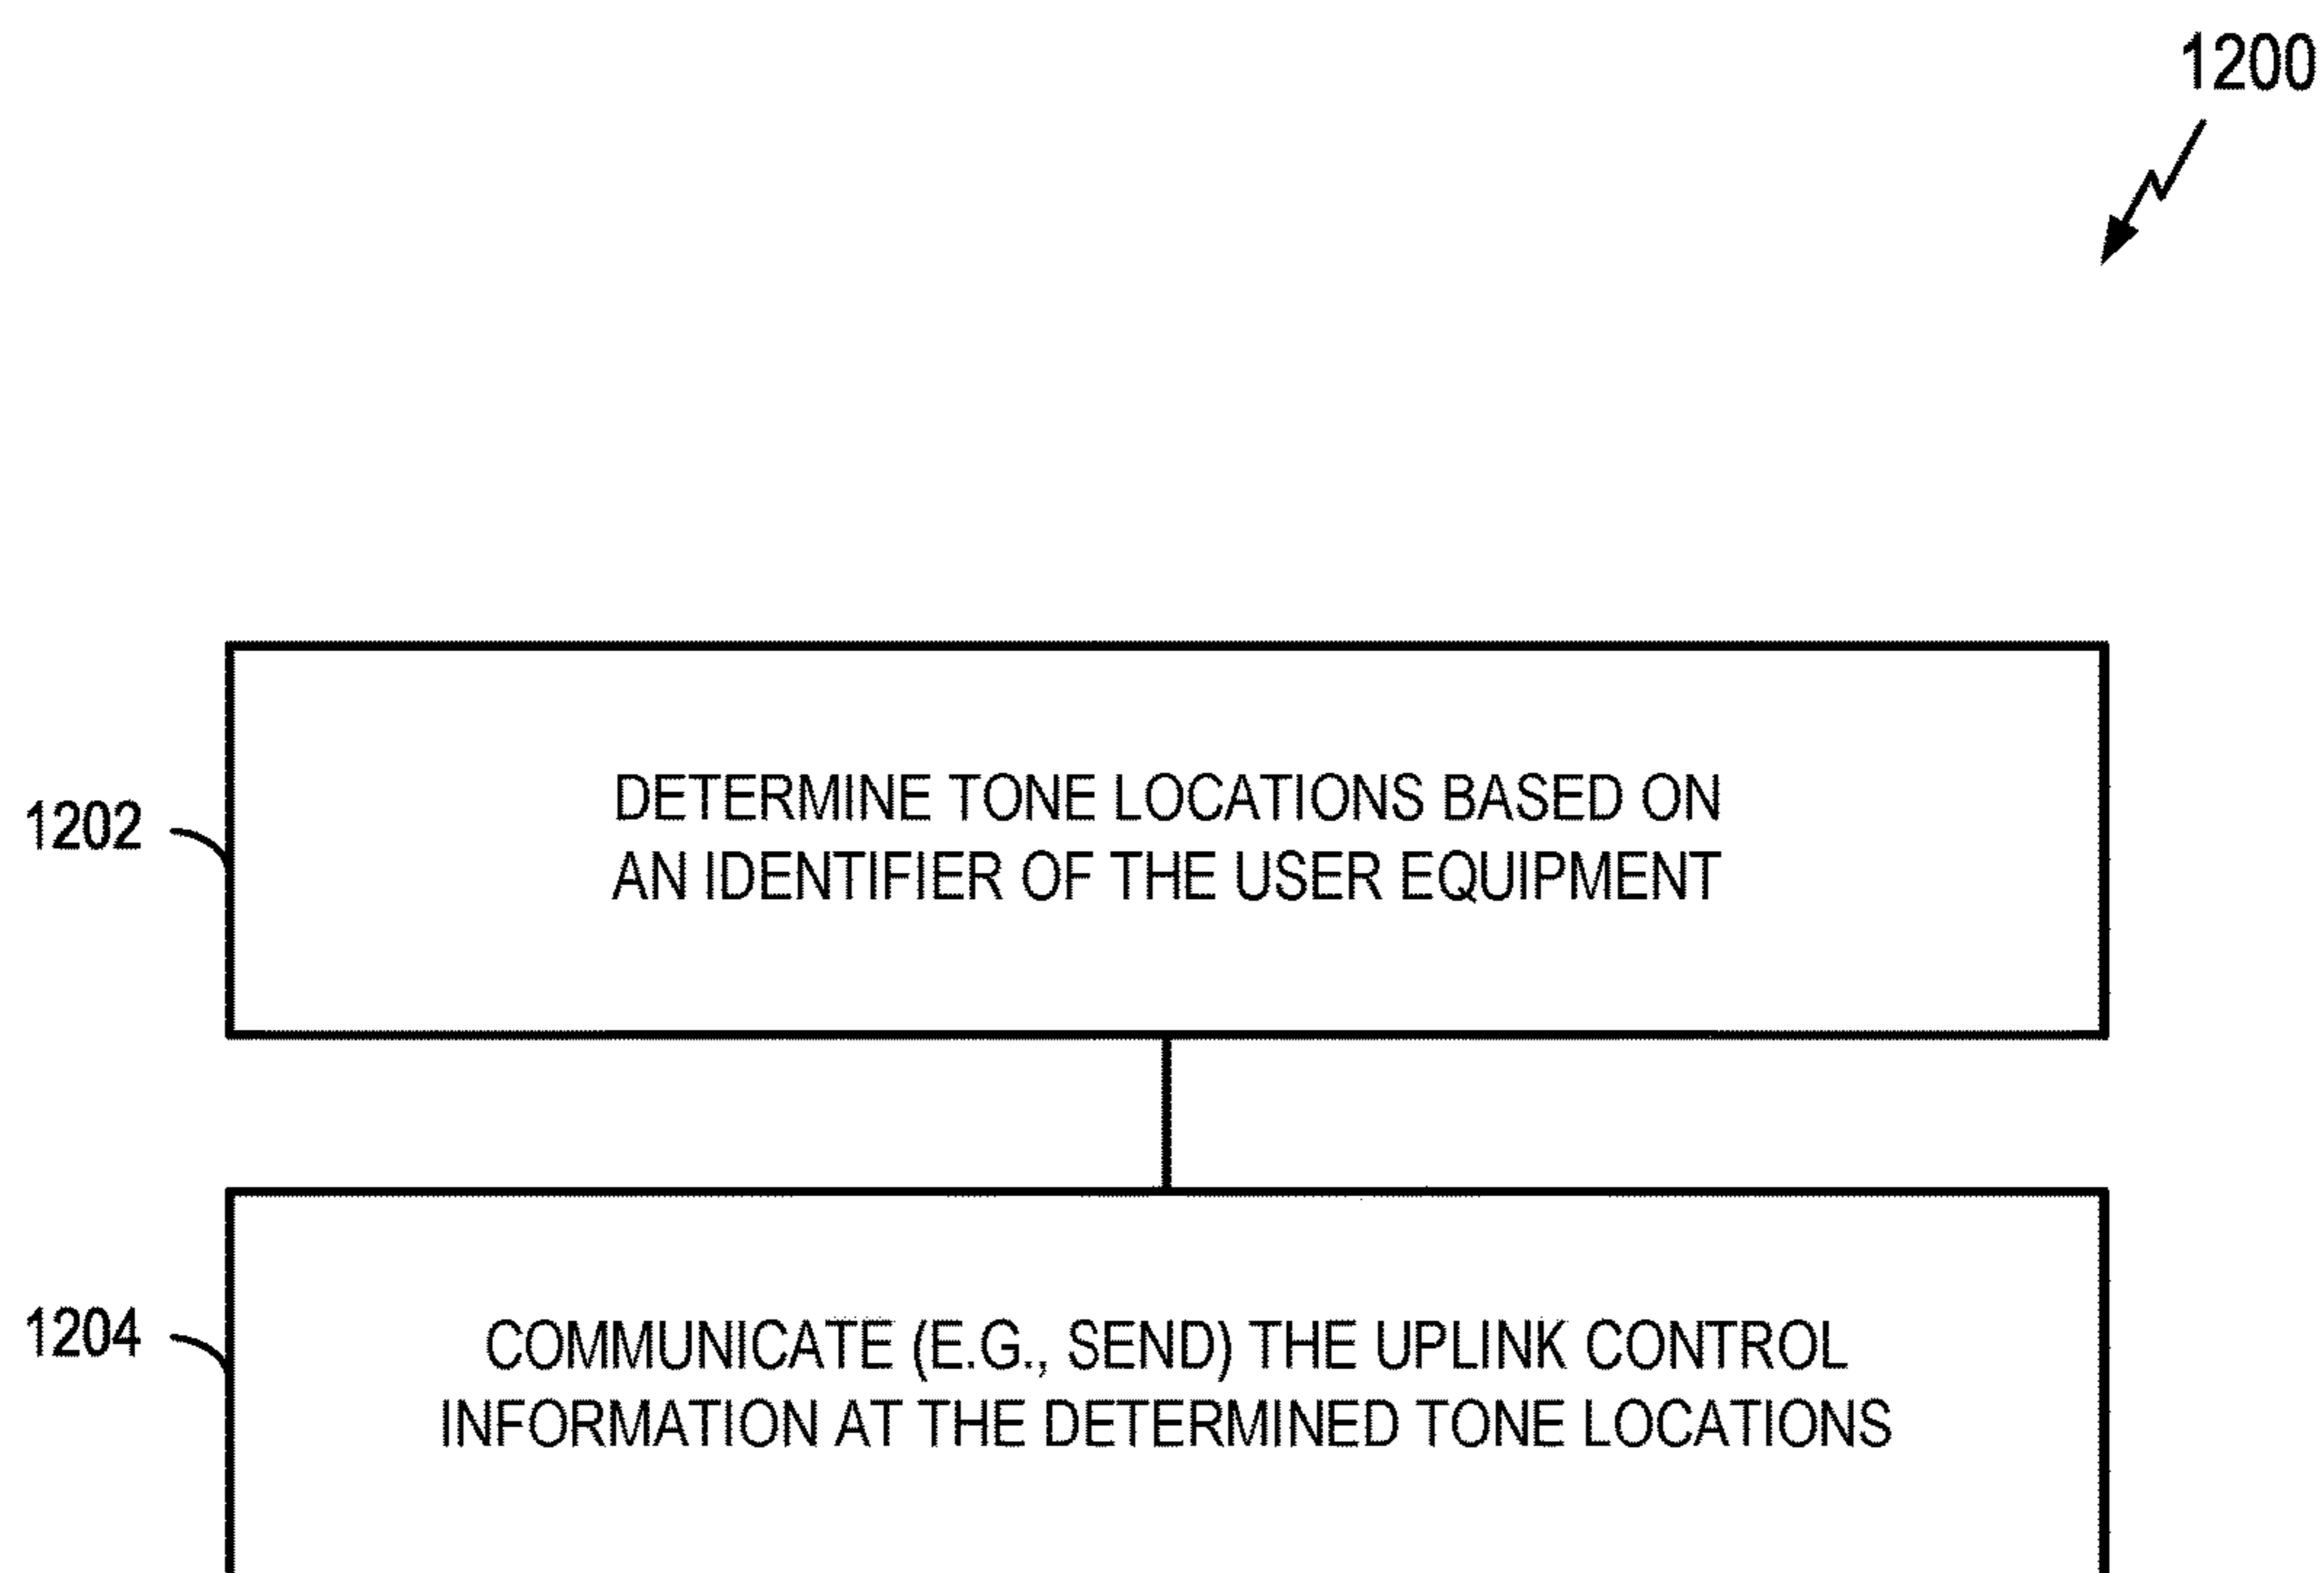 1200
1202
DETERMINE TONE LOCATIONS BASED ON
AN IDENTIFIER OF THE USER EQUIPMENT
1204
COMMUNICATE (E.G., SEND) THE UPLINK CONTROL
INFORMATION AT THE DETERMINED TONE LOCATIONS